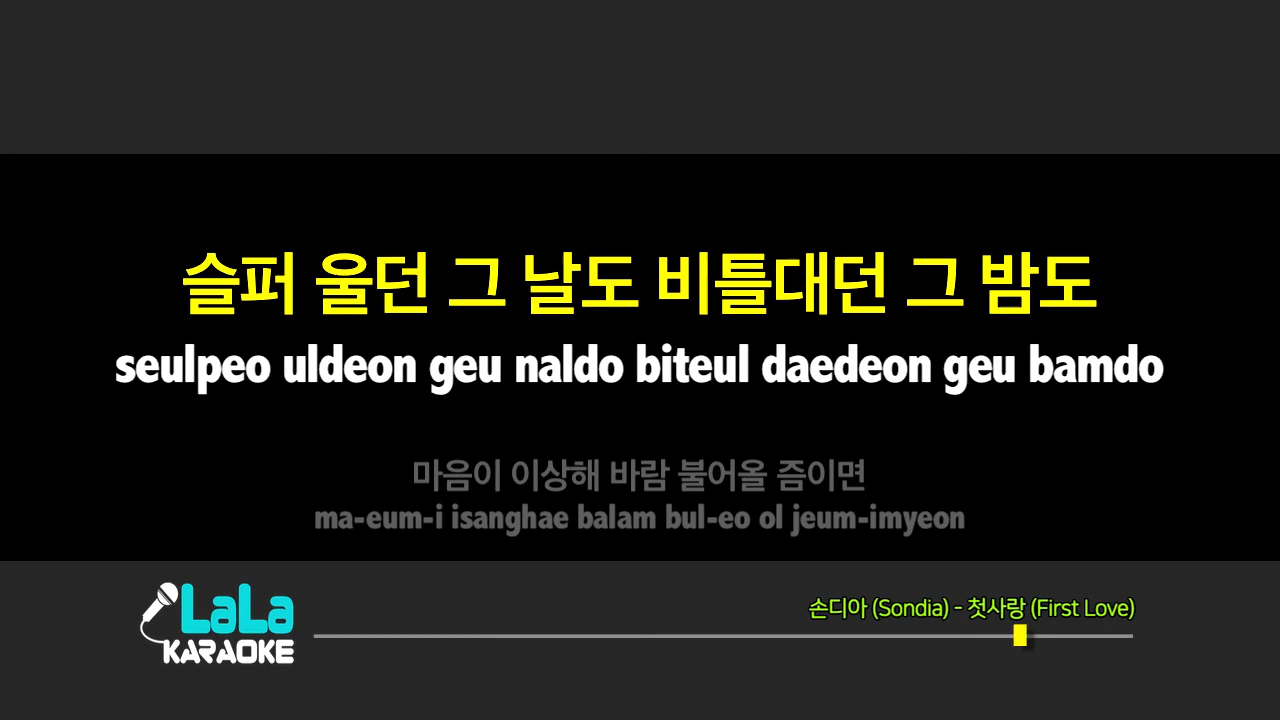 슬퍼 울던 그 날도 비틀대던 그 밤도
seulpeo uldeon geu naldo biteul daedeon geu bamdo
마음이 이상해 바람 불어올 즘이면
ma-eum-i isanghae balam bul-eo ol jeum-imyeon
손디아 (Sondia) - 첫사랑 (First Love)
LaLa
KARAOKE